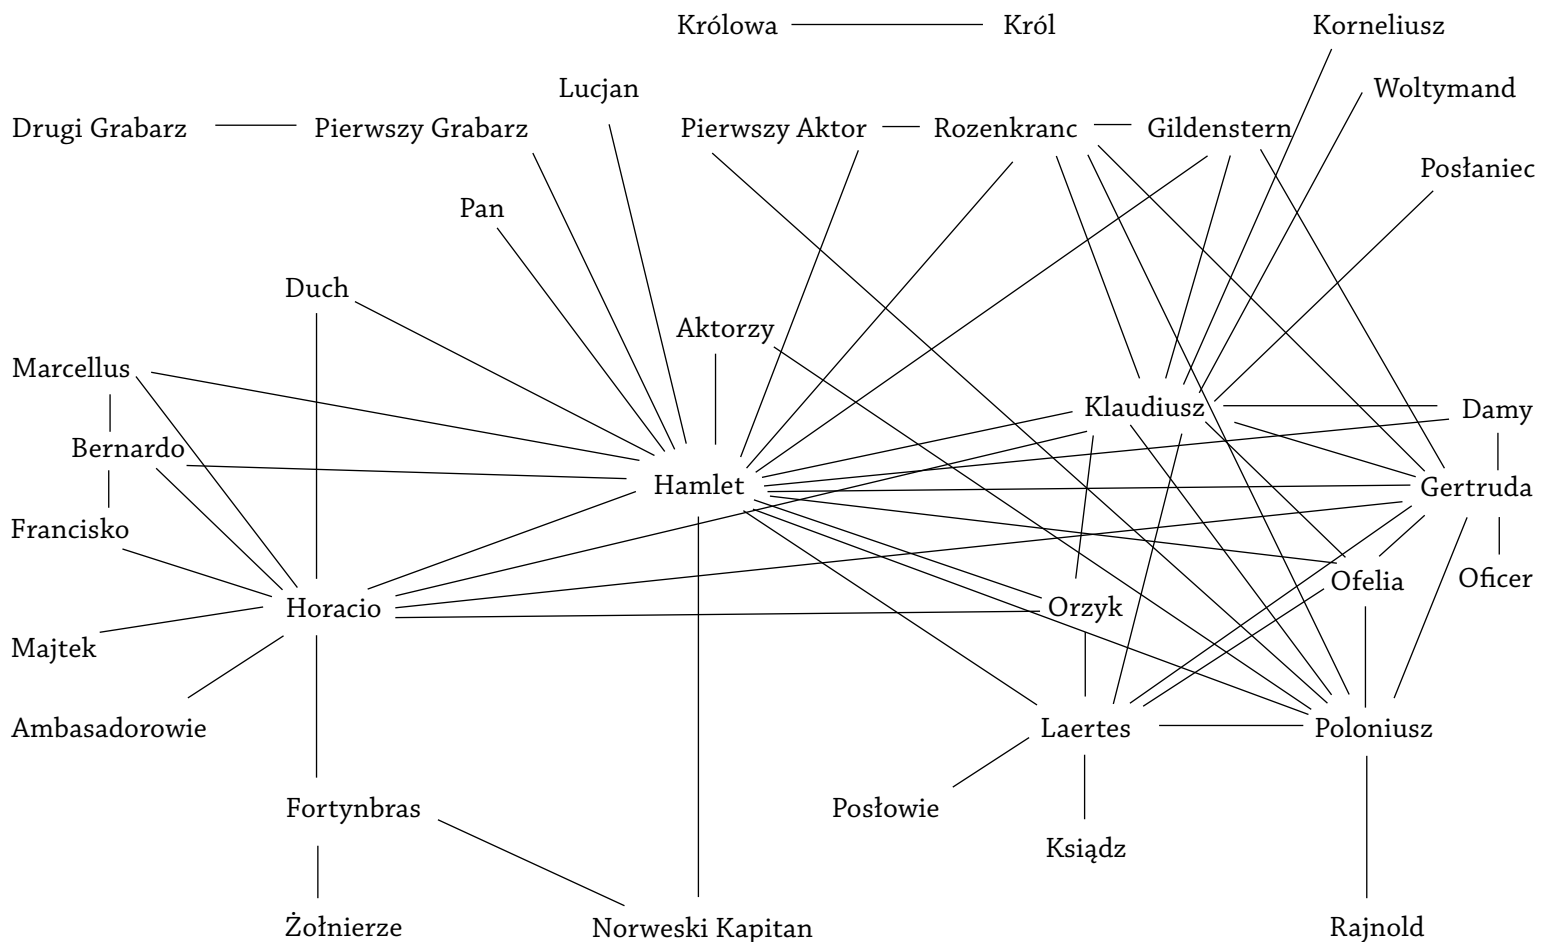 Królowa Król Korneliusz
Lucjan Woltymand
Drugi Grabarz Pierwszy Grabarz Pierwszy Aktor Rozenkranc Gildenstern
Posłaniec
Pan
Duch
Aktorzy
Marcellus
Klaudiusz Damy
Bernardo
Hamlet Gertruda
Francisko
Ofelia Oficer
Horacio Orzyk
Majtek
Ambasadorowie Laertes Poloniusz
Fortynbras Posłowie
Ksiądz
Żołnierze Norweski Kapitan Rajnold